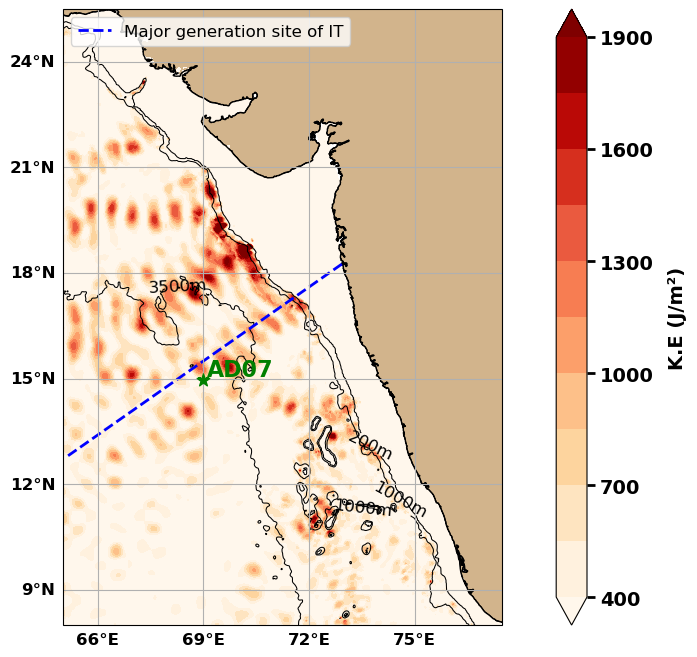 Major generation site of IT
24°N
21°N
18°N
15°N
12°N
9°N
66°E 69°E 72°E 75°E
3500m
AD07
200m
1000m
1000m
1900
1600
1300
1000
700
400
K.E (J/m²)